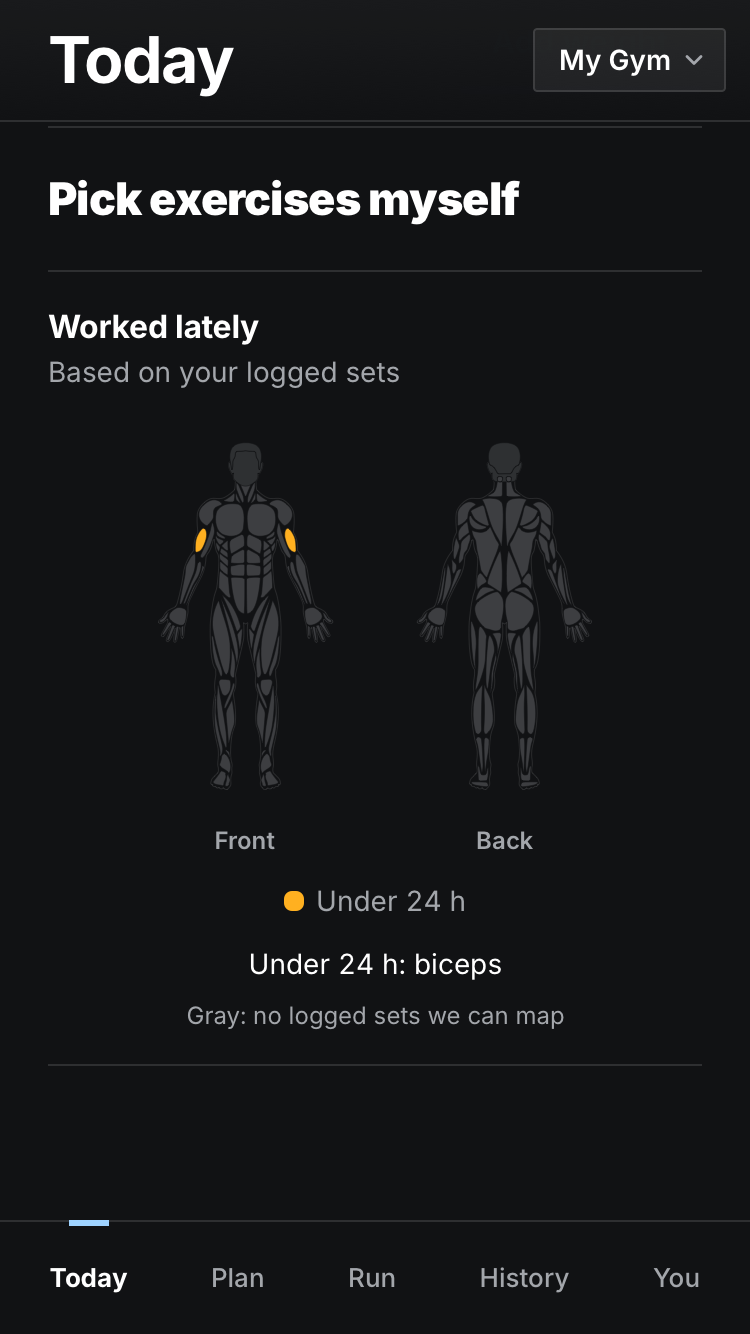 Today
My Gym
Pick exercises myself
Worked lately
Based on your logged sets
Front
Back
Under 24 h
Under 24 h: biceps
Gray: no logged sets we can map
Today
Plan
Run
History
You